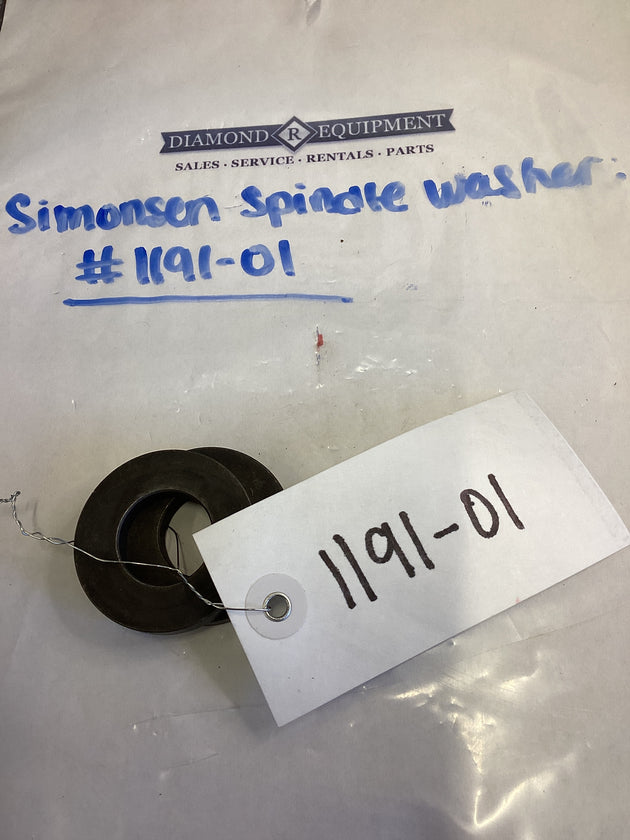 DIAMOND R EQUIPMENT
SALES · SERVICE · RENTALS · PARTS
Simonsen Spindle Washer:
#1191-01
1191-01